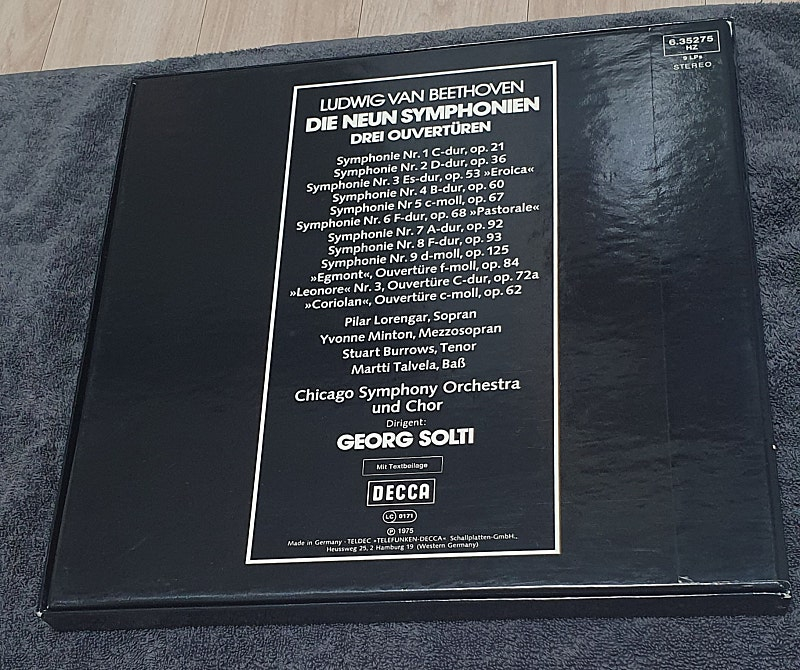 6.35275
HZ
9 LPs
STEREO
LUDWIG VAN BEETHOVEN
DIE NEUN SYMPHONIEN
DREI OUVERTÜREN
Symphonie Nr. 1 C-dur, op. 21
Symphonie Nr. 2 D-dur, op. 36
Symphonie Nr. 3 Es-dur, op. 53 »Eroica«
Symphonie Nr. 4 B-dur, op. 60
Symphonie Nr 5 c-moll, op. 67
Symphonie Nr. 6 F-dur, op. 68 »Pastorale«
Symphonie Nr. 7 A-dur, op. 92
Symphonie Nr. 8 F-dur, op. 93
Symphonie Nr. 9 d-moll, op. 125
»Egmont«, Ouvertüre f-moll, op. 84
»Leonore« Nr. 3, Ouvertüre C-dur, op. 72a
»Coriolan«, Ouvertüre c-moll, op. 62
Pilar Lorengar, Sopran
Yvonne Minton, Mezzosopran
Stuart Burrows, Tenor
Martti Talvela, Baß
Chicago Symphony Orchestra
und Chor
Dirigent:
GEORG SOLTI
Mit Textbeilage
DECCA
LC 0171
℗ 1975
Made in Germany · TELDEC »TELEFUNKEN-DECCA« Schallplatten-GmbH.,
Heussweg 25, 2 Hamburg 19 (Western Germany)